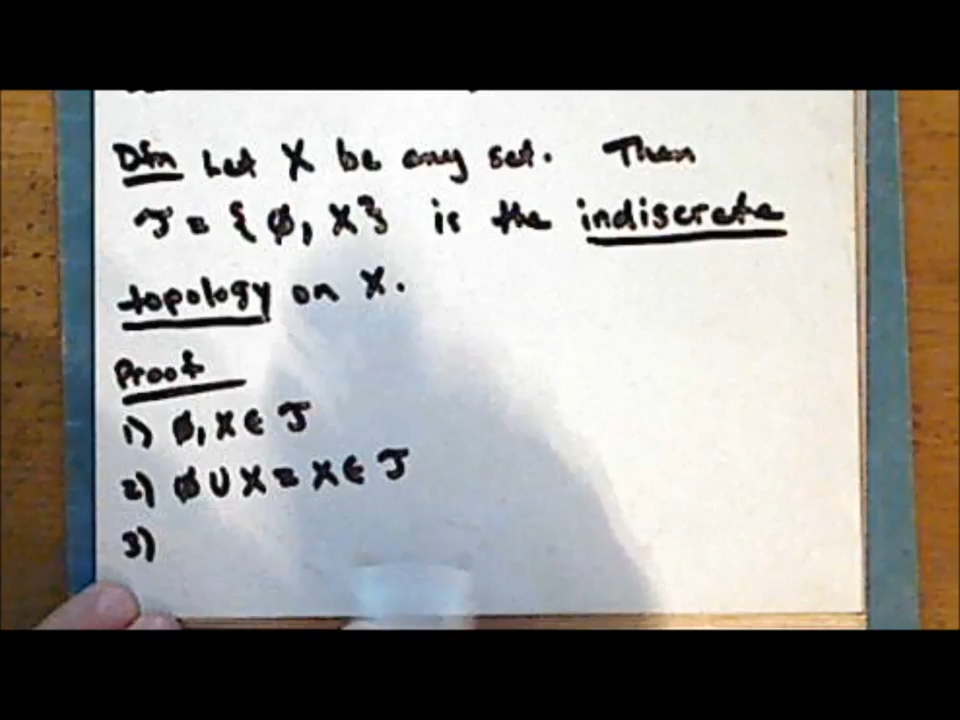 Dfn Let X be any set. Then
𝒯 = { ∅, X } is the indiscrete
topology on X.
Proof
1) ∅, X ∈ 𝒯
2) ∅ ∪ X = X ∈ 𝒯
3)